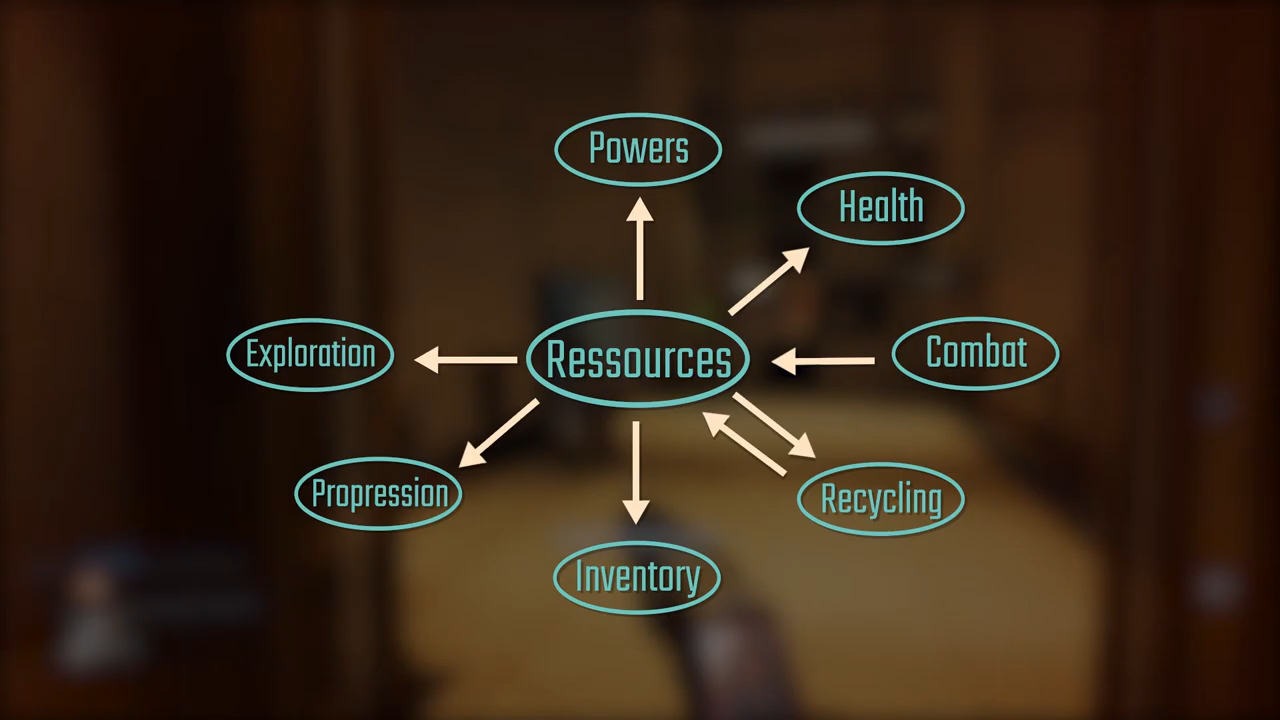 Powers
Health
Exploration
Ressources
Combat
Propression
Recycling
Inventory